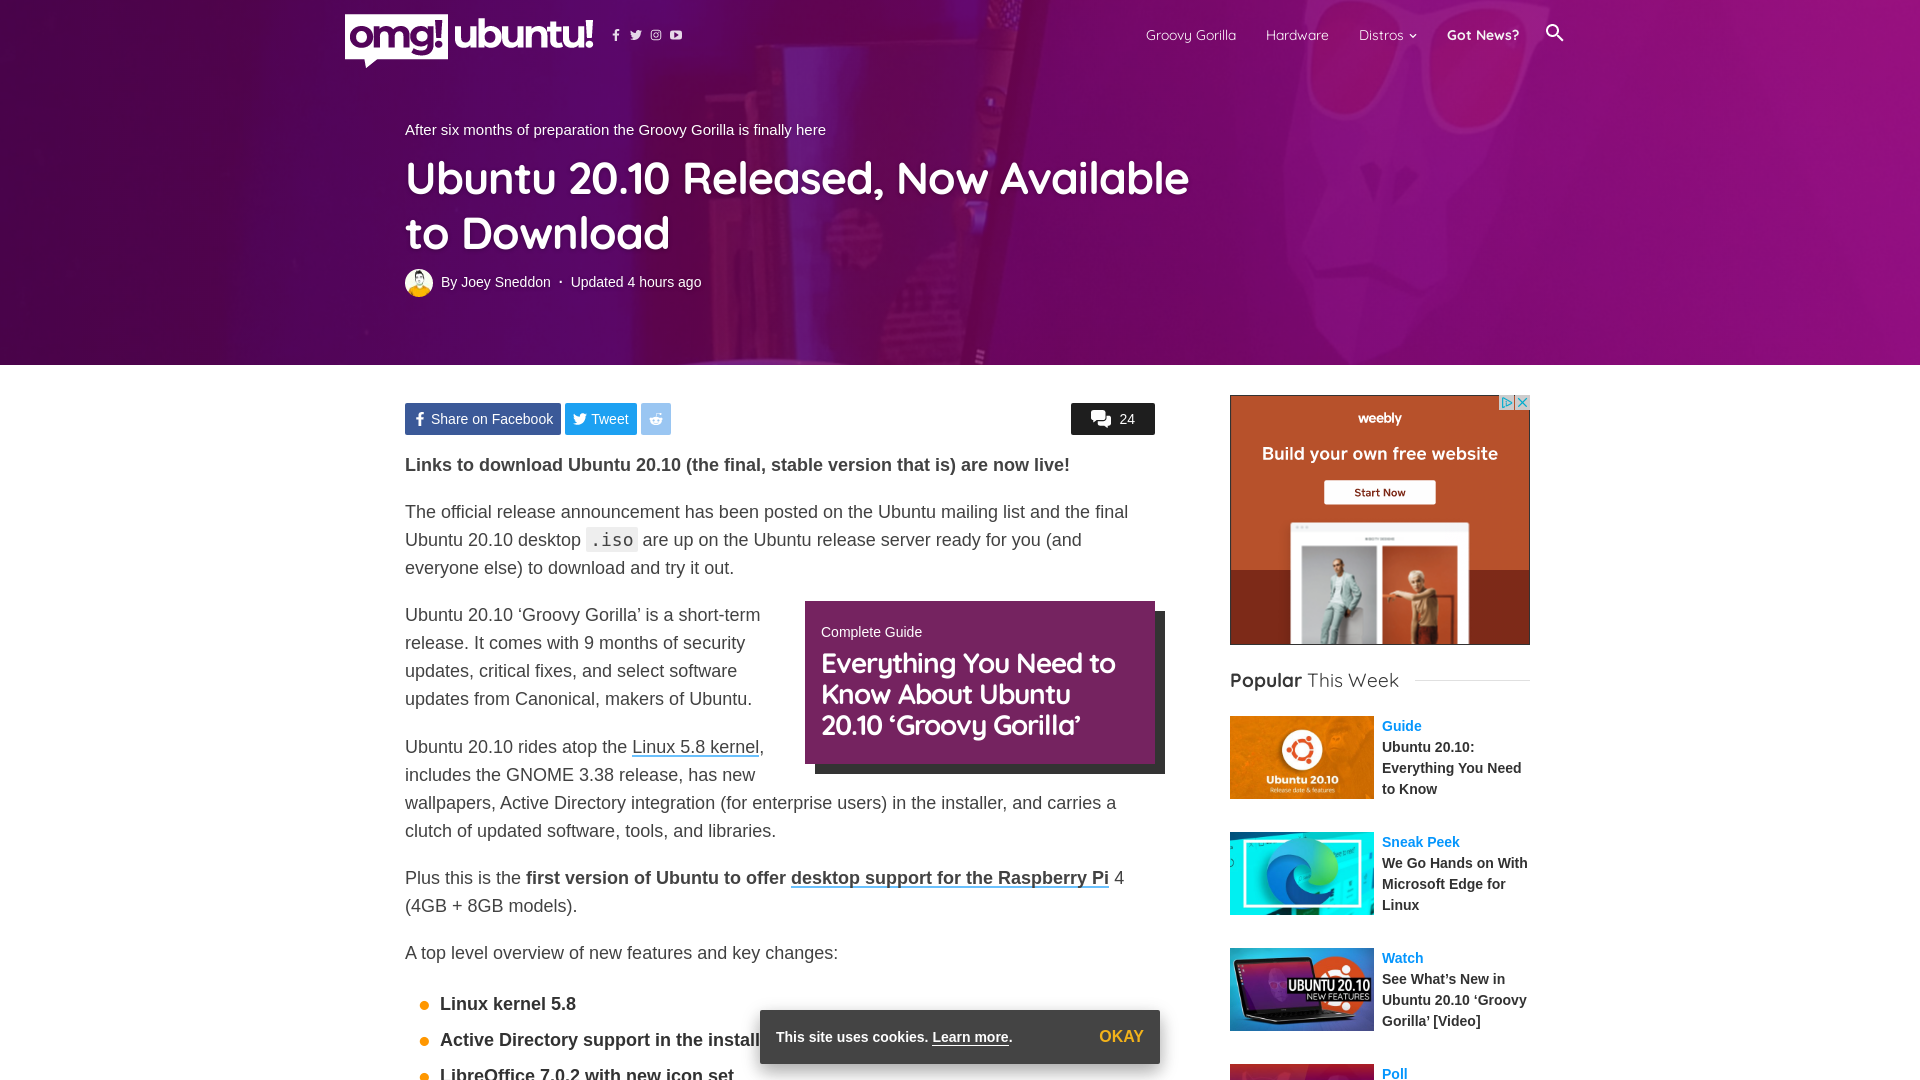 omg! ubuntu!
Groovy Gorilla
Hardware
Distros
Got News?
After six months of preparation the Groovy Gorilla is finally here
Ubuntu 20.10 Released, Now Available
to Download
By Joey Sneddon · Updated 4 hours ago
Share on Facebook
Tweet
24
Links to download Ubuntu 20.10 (the final, stable version that is) are now live!
The official release announcement has been posted on the Ubuntu mailing list and the final
Ubuntu 20.10 desktop .iso are up on the Ubuntu release server ready for you (and
everyone else) to download and try it out.
Ubuntu 20.10 ‘Groovy Gorilla’ is a short-term
release. It comes with 9 months of security
updates, critical fixes, and select software
updates from Canonical, makers of Ubuntu.
Complete Guide
Everything You Need to
Know About Ubuntu
20.10 ‘Groovy Gorilla’
Ubuntu 20.10 rides atop the Linux 5.8 kernel,
includes the GNOME 3.38 release, has new
wallpapers, Active Directory integration (for enterprise users) in the installer, and carries a
clutch of updated software, tools, and libraries.
Plus this is the first version of Ubuntu to offer desktop support for the Raspberry Pi 4
(4GB + 8GB models).
A top level overview of new features and key changes:
Linux kernel 5.8
Active Directory support in the install
LibreOffice 7.0.2 with new icon set
This site uses cookies. Learn more.
OKAY
weebly
Build your own free website
Start Now
Popular This Week
Ubuntu 20.10
Release date & features
Guide
Ubuntu 20.10:
Everything You Need
to Know
Sneak Peek
We Go Hands on With
Microsoft Edge for
Linux
UBUNTU 20.10
NEW FEATURES
Watch
See What’s New in
Ubuntu 20.10 ‘Groovy
Gorilla’ [Video]
Poll